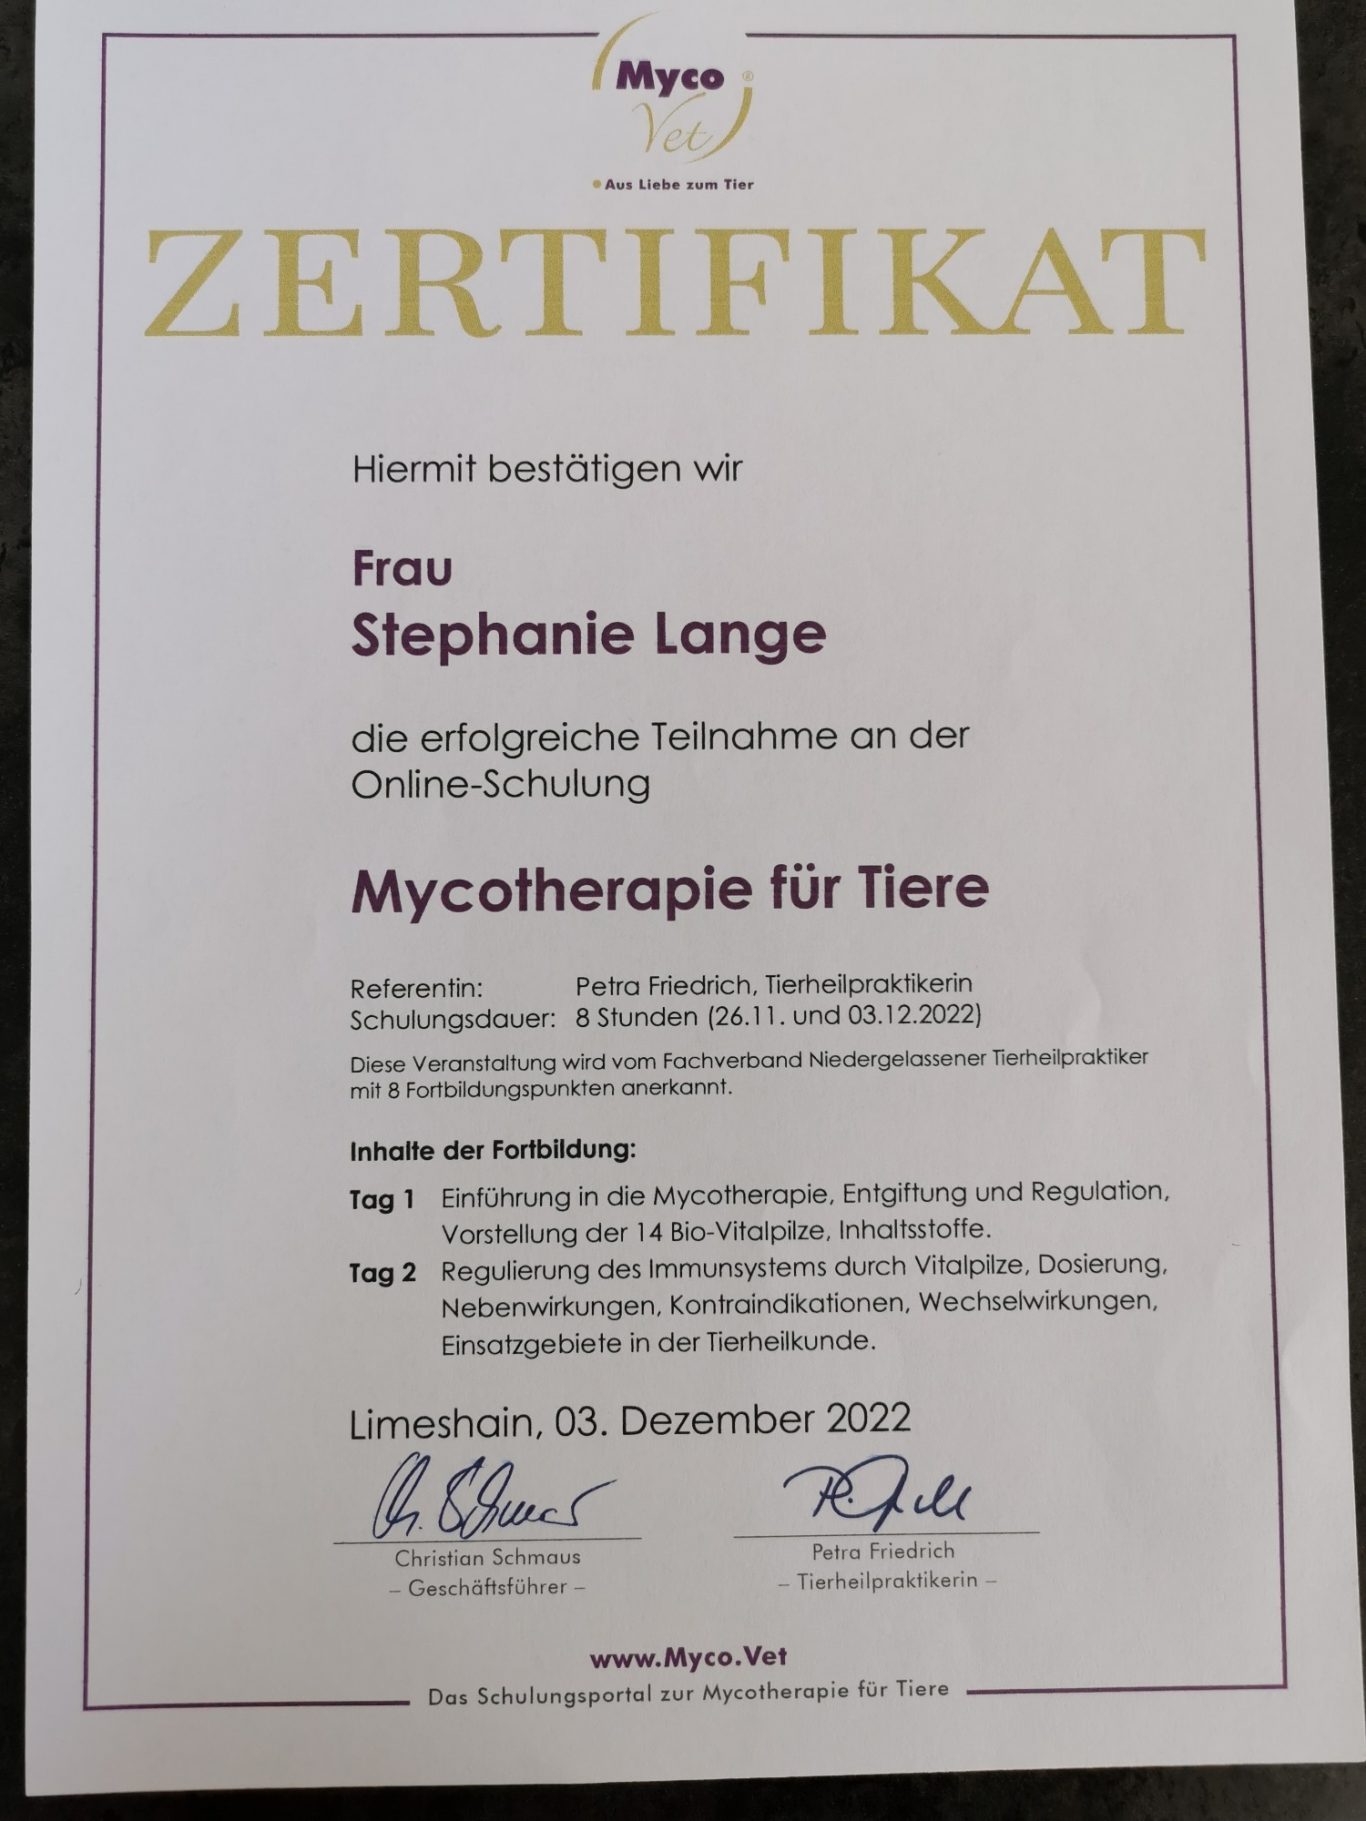 Myco ®
Vet
Aus Liebe zum Tier
ZERTIFIKAT
Hiermit bestätigen wir
Frau
Stephanie Lange
die erfolgreiche Teilnahme an der
Online-Schulung
Mycotherapie für Tiere
Referentin: Petra Friedrich, Tierheilpraktikerin
Schulungsdauer: 8 Stunden (26.11. und 03.12.2022)
Diese Veranstaltung wird vom Fachverband Niedergelassener Tierheilpraktiker
mit 8 Fortbildungspunkten anerkannt.
Inhalte der Fortbildung:
Tag 1 Einführung in die Mycotherapie, Entgiftung und Regulation,
Vorstellung der 14 Bio-Vitalpilze, Inhaltsstoffe.
Tag 2 Regulierung des Immunsystems durch Vitalpilze, Dosierung,
Nebenwirkungen, Kontraindikationen, Wechselwirkungen,
Einsatzgebiete in der Tierheilkunde.
Limeshain, 03. Dezember 2022
Christian Schmaus Petra Friedrich
– Geschäftsführer – – Tierheilpraktikerin –
www.Myco.Vet
Das Schulungsportal zur Mycotherapie für Tiere